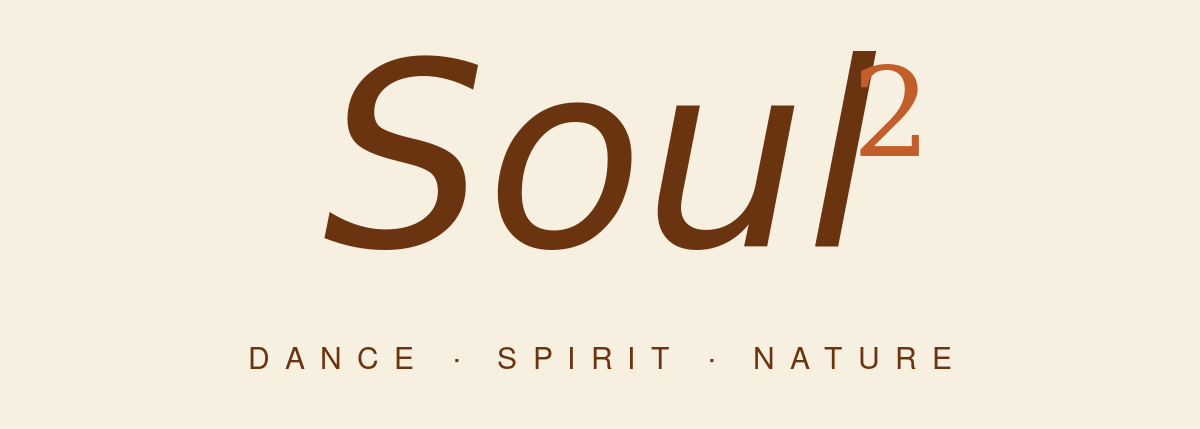 Soul²
DANCE · SPIRIT · NATURE